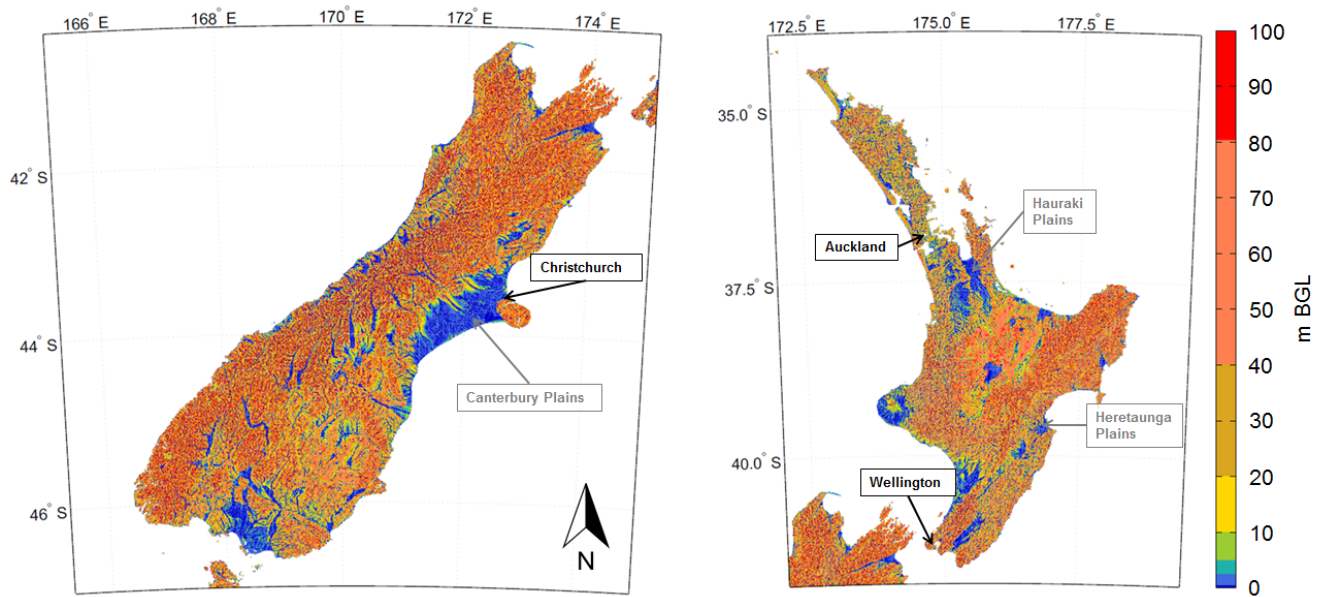 166° E
168° E
170° E
172° E
174° E
42° S
44° S
46° S
Christchurch
Canterbury Plains
N
172.5° E
175.0° E
177.5° E
35.0° S
37.5° S
40.0° S
Auckland
Hauraki
Plains
Heretaunga
Plains
Wellington
100
90
80
70
60
50
40
30
20
10
0
m BGL